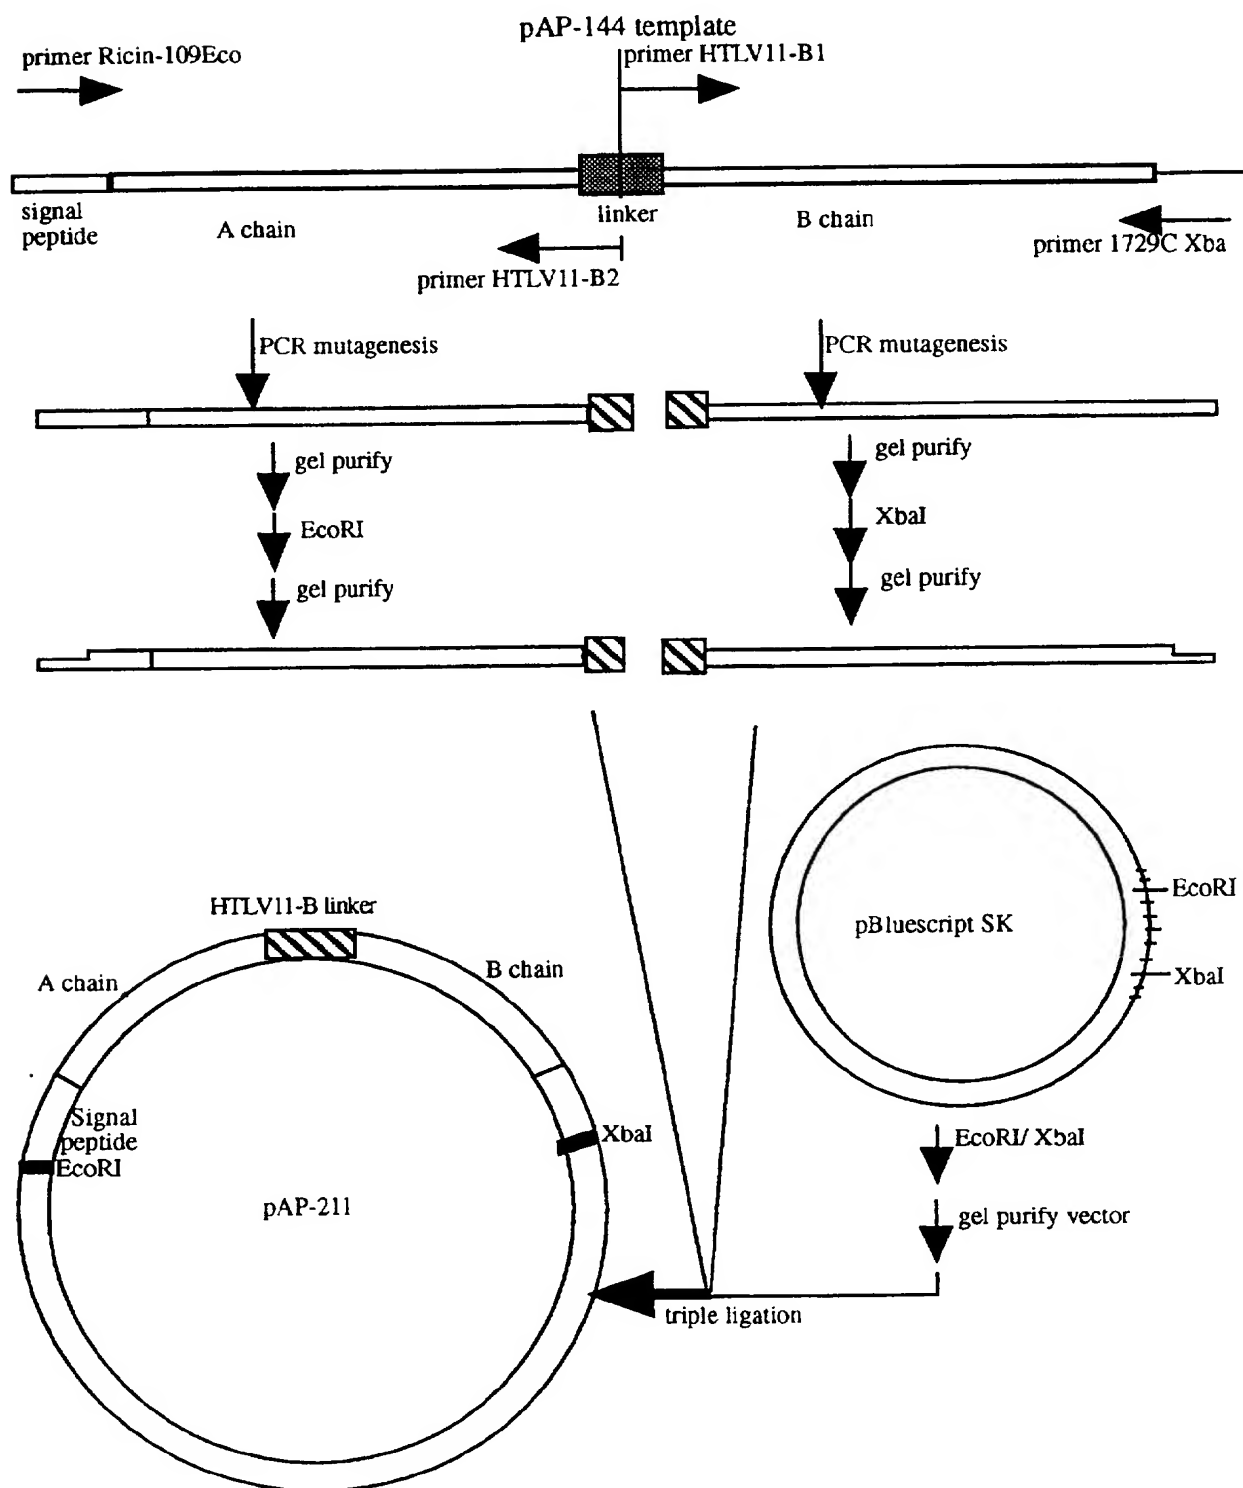 pAP-144 template
primer Ricin-109Eco
primer HTLV11-B1
signal
peptide
A chain
linker
B chain
primer HTLV11-B2
primer 1729C Xba
PCR mutagenesis
PCR mutagenesis
gel purify
gel purify
EcoRI
XbaI
gel purify
gel purify
EcoRI
pBluescript SK
XbaI
HTLV11-B linker
A chain
B chain
Signal
peptide
EcoRI
XbaI
pAP-211
EcoRI/ XbaI
gel purify vector
triple ligation